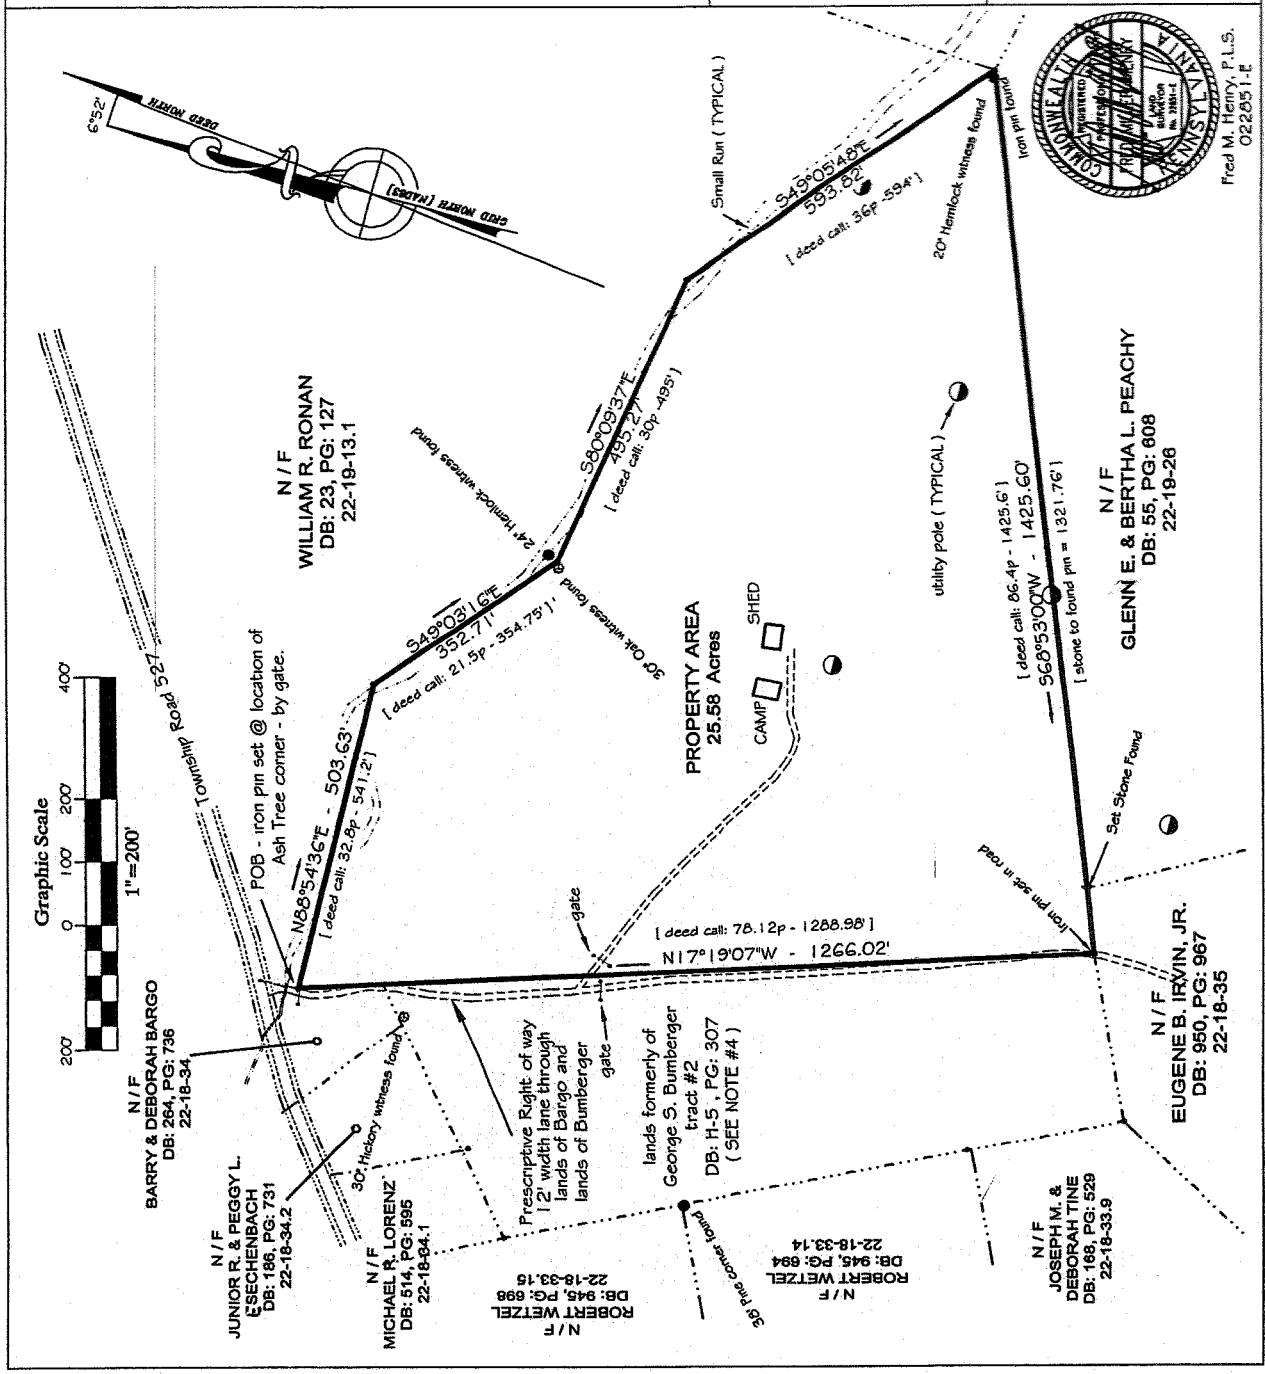 6°52'
DEED NORTH
GRID NORTH [NAD83]
COMMONWEALTH
PENNSYLVANIA
REGISTERED
PROFESSIONAL
LAND
SURVEYOR
Fred M. Henry, P.L.S.
022851-E
Graphic Scale
200'
0
100'
200'
400'
1"=200'
Township Road 527
POB - iron pin set @ location of
Ash Tree corner - by gate.
N88°54'36"E - 503.63'
[ deed call: 32.8p - 541.2' ]
S49°03'16"E
352.71'
[ deed call: 21.5p - 354.75' ]
24" Hemlock witness found
30" Oak witness found
S80°09'37"E
495.27'
[ deed call: 30p - 495' ]
Small Run ( TYPICAL )
S49°05'48"E
593.82'
[ deed call: 36p - 594' ]
20" Hemlock witness found
Iron pin found
N / F
WILLIAM R. RONAN
DB: 23, PG: 127
22-19-13.1
PROPERTY AREA
25.58 Acres
CAMP
SHED
utility pole ( TYPICAL )
[ deed call: 86.4p - 1425.6' ]
S68°53'00"W - 1425.60'
[ stone to found pin = 1321.76' ]
N / F
GLENN E. & BERTHA L. PEACHY
DB: 55, PG: 608
22-19-26
Set Stone Found
Iron pin set in road
gate
[ deed call: 78.12p - 1288.98' ]
N17°19'07"W - 1266.02'
gate
N / F
BARRY & DEBORAH BARGO
DB: 264, PG: 736
22-18-34
N / F
JUNIOR R. & PEGGY L.
ESECHENBACH
DB: 186, PG: 731
22-18-34.2
30" Hickory witness found
N / F
MICHAEL R. LORENZ
DB: 514, PG: 595
22-18-34.1
Prescriptive Right of way
12' width lane through
lands of Bargo and
lands of Bumberger
lands formerly of
George S. Bumberger
tract #2
DB: H-5 , PG: 307
( SEE NOTE #4 )
N / F
ROBERT WETZEL
DB: 945, PG: 698
22-18-33.15
38" Pine corner found
N / F
ROBERT WETZEL
DB: 945, PG: 694
22-18-33.14
N / F
JOSEPH M. &
DEBORAH TINE
DB: 168, PG: 529
22-18-33.9
N / F
EUGENE B. IRVIN, JR.
DB: 950, PG: 967
22-18-35